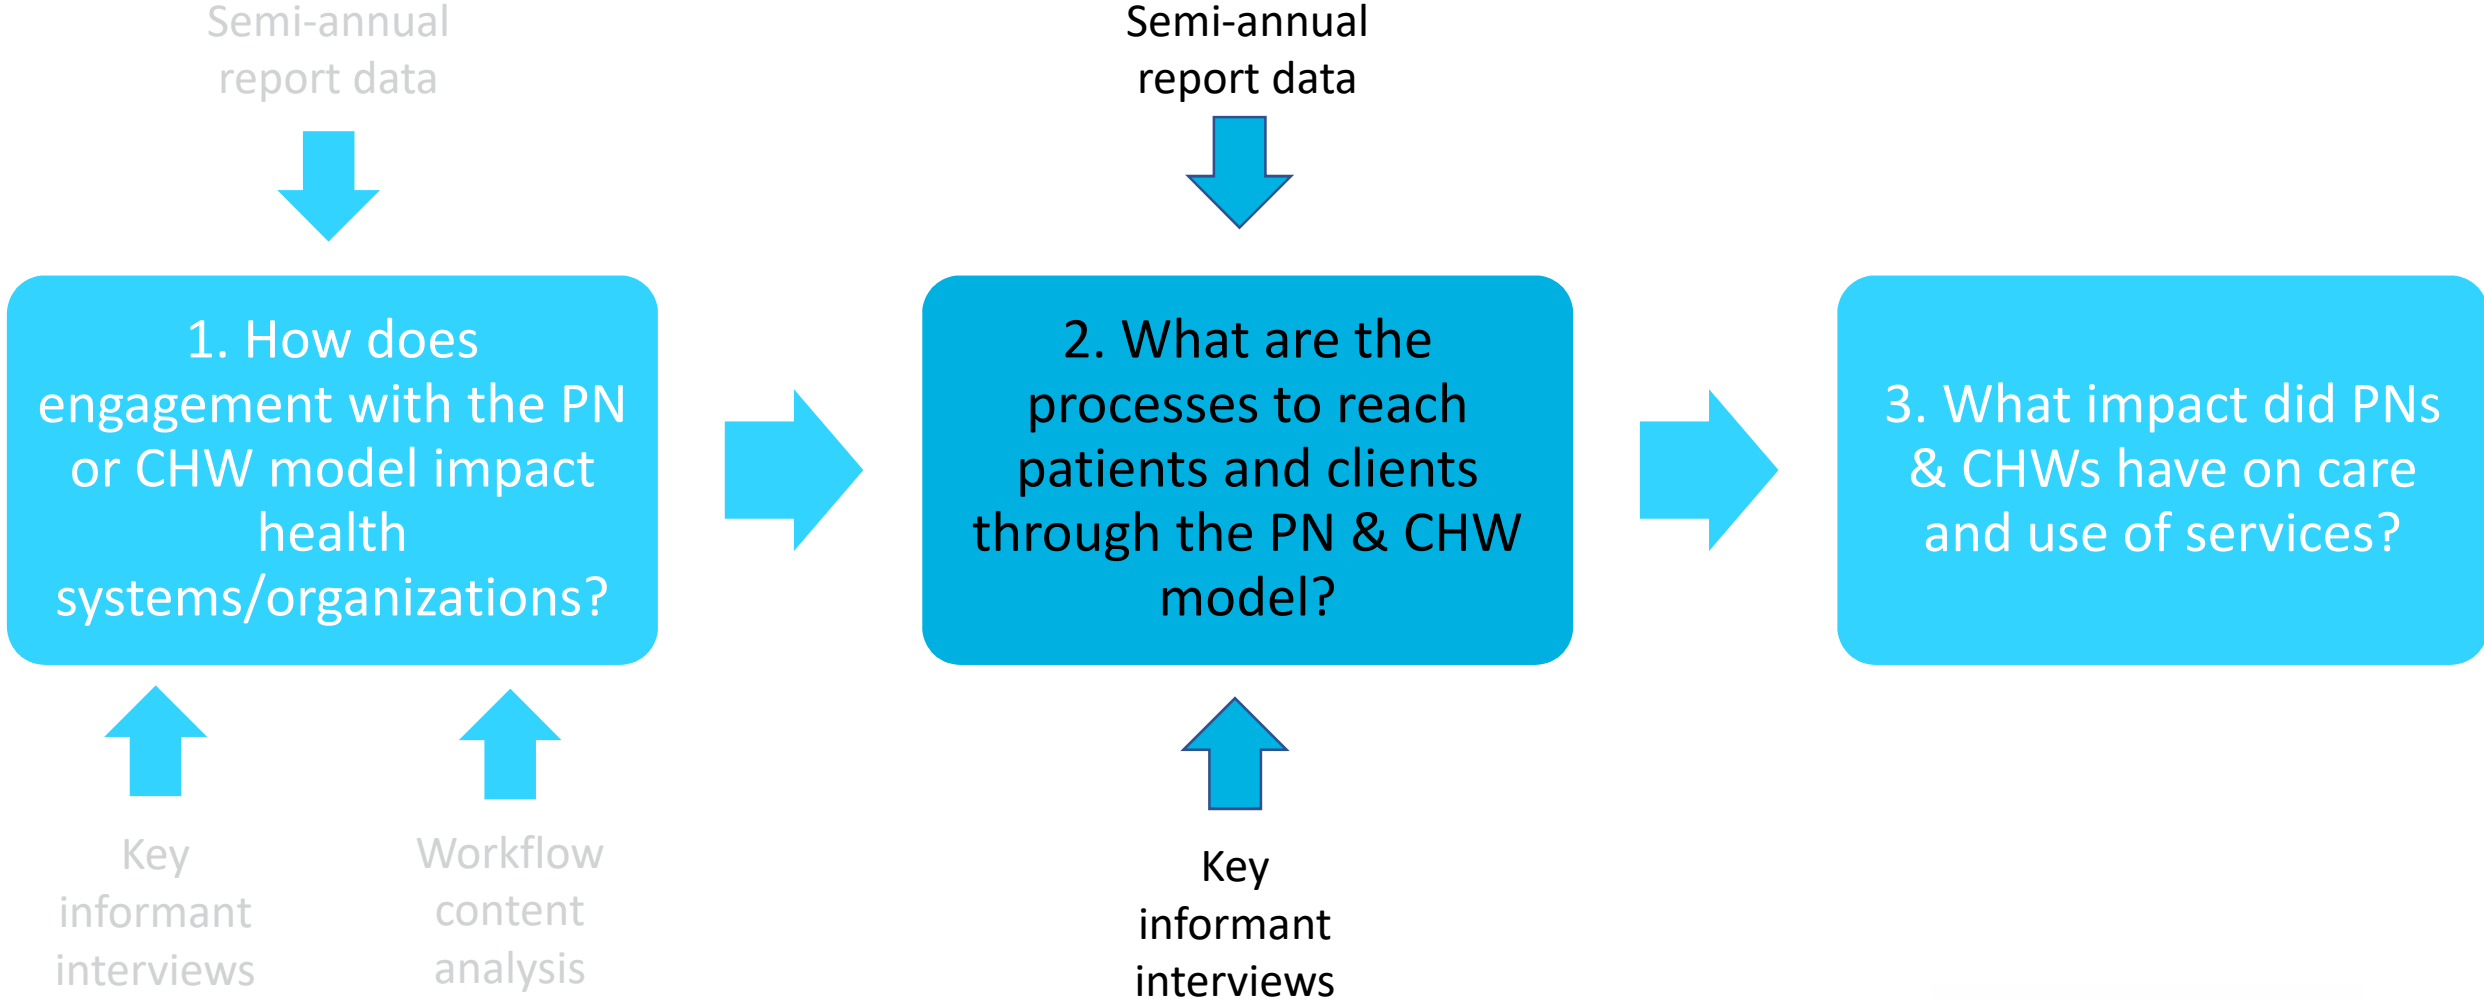 Semi-annual
report data
1. How does
engagement with the PN
or CHW model impact
health
systems/organizations?
Key
informant
interviews
Workflow
content
analysis
Semi-annual
report data
2. What are the
processes to reach
patients and clients
through the PN & CHW
model?
Key
informant
interviews
3. What impact did PNs
& CHWs have on care
and use of services?